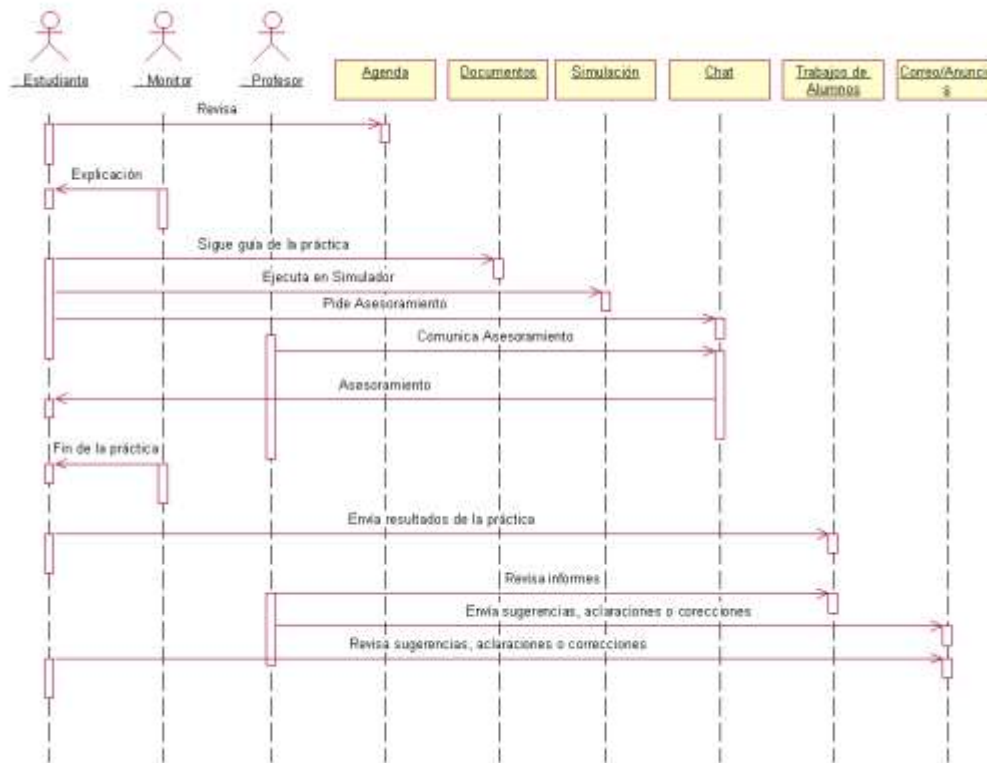 Estudiante
Monitor
Profesor
Agenda
Documentos
Simulación
Chat
Trabajos de
Alumnos
Correo/Anuncio
s
Revisa
Explicación
Sigue guía de la práctica
Ejecuta en Simulador
Pide Asesoramiento
Comunica Asesoramiento
Asesoramiento
Fin de la práctica
Envía resultados de la práctica
Revisa informes
Envía sugerencias, aclaraciones o corecciones
Revisa sugerencias, aclaraciones o correcciones